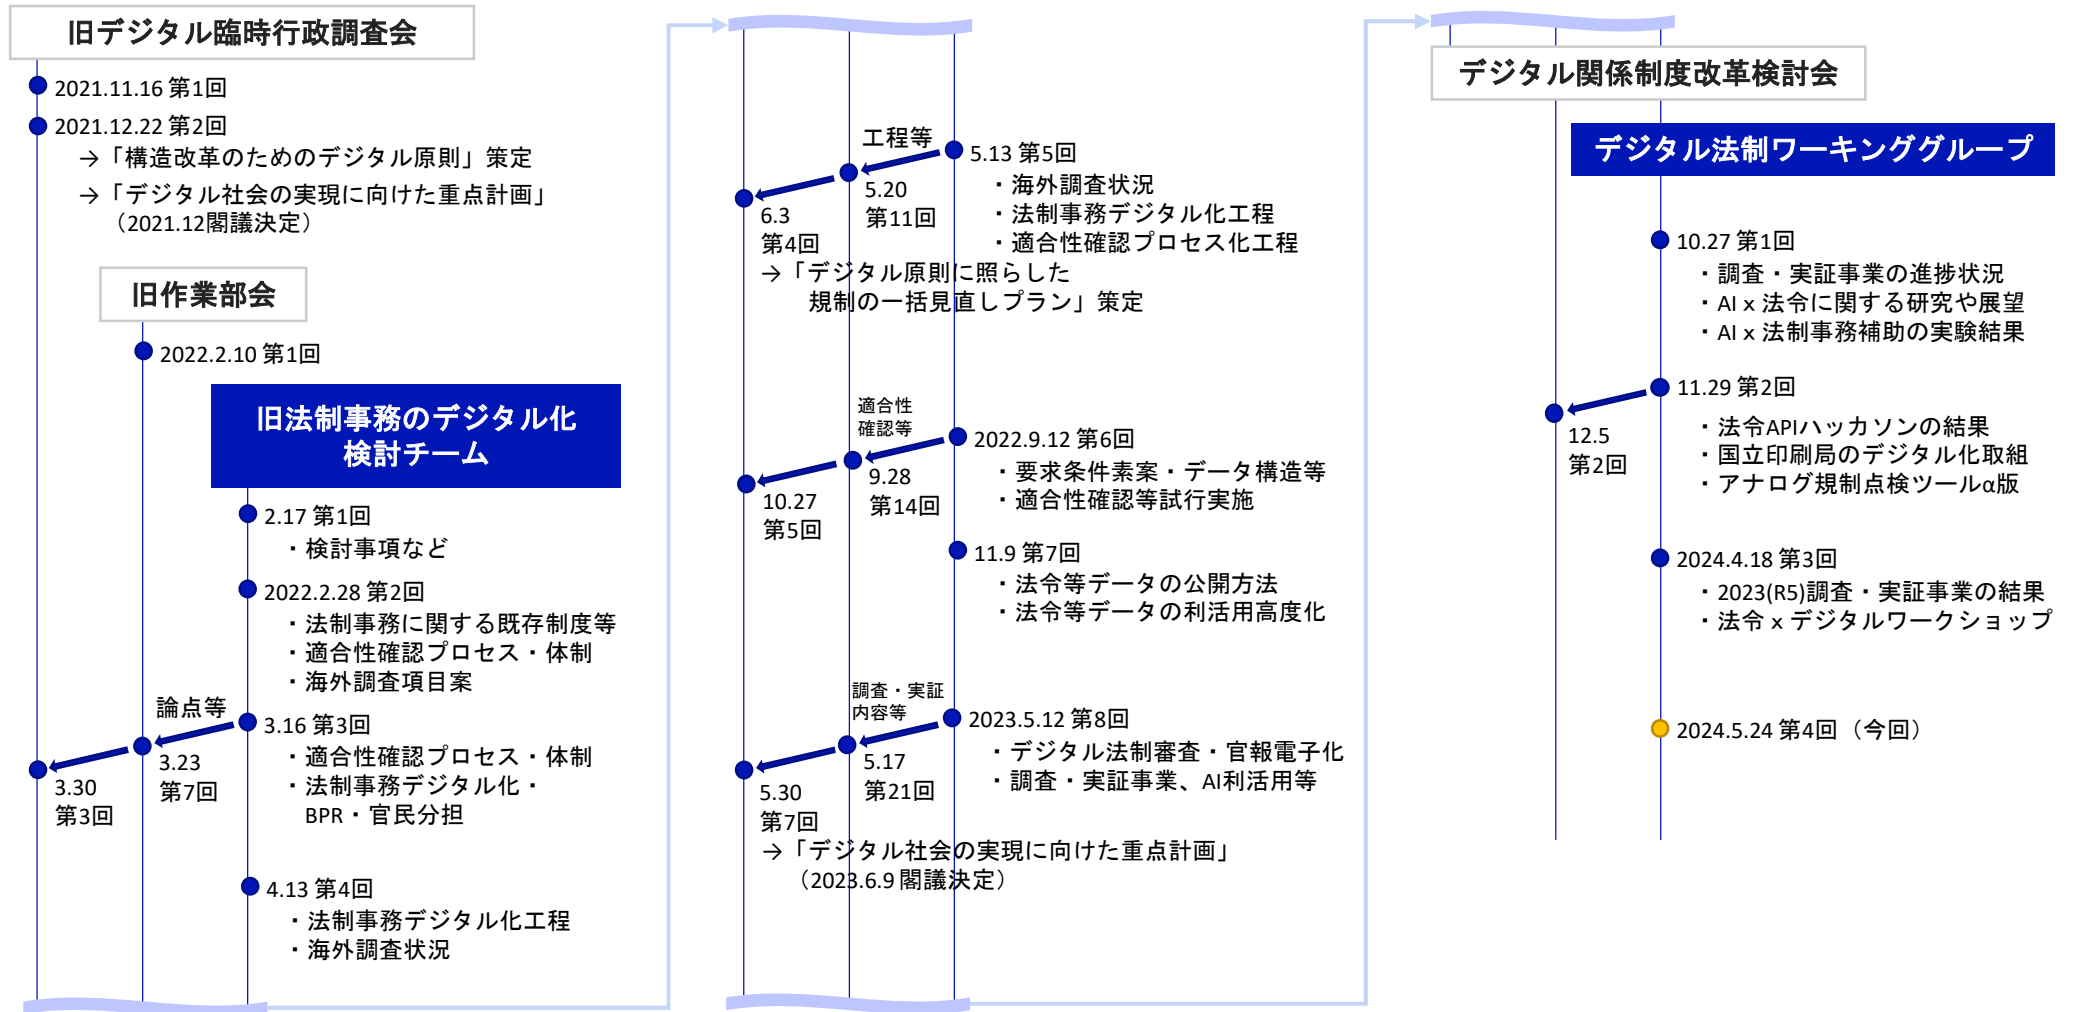 旧デジタル臨時行政調査会
2021.11.16 第1回
2021.12.22 第2回
→「構造改革のためのデジタル原則」策定
→「デジタル社会の実現に向けた重点計画」
（2021.12閣議決定）
旧作業部会
2022.2.10 第1回
旧法制事務のデジタル化
検討チーム
2.17 第1回
・検討事項など
2022.2.28 第2回
・法制事務に関する既存制度等
・適合性確認プロセス・体制
・海外調査項目案
論点等
3.16 第3回
・適合性確認プロセス・体制
・法制事務デジタル化・
BPR・官民分担
3.23
第7回
3.30
第3回
4.13 第4回
・法制事務デジタル化工程
・海外調査状況
工程等
5.13 第5回
・海外調査状況
・法制事務デジタル化工程
・適合性確認プロセス化工程
5.20
第11回
6.3
第4回
→「デジタル原則に照らした
規制の一括見直しプラン」策定
適合性
確認等
2022.9.12 第6回
・要求条件素案・データ構造等
・適合性確認等試行実施
9.28
第14回
10.27
第5回
11.9 第7回
・法令等データの公開方法
・法令等データの利活用高度化
調査・実証
内容等
2023.5.12 第8回
・デジタル法制審査・官報電子化
・調査・実証事業、AI利活用等
5.17
第21回
5.30
第7回
→「デジタル社会の実現に向けた重点計画」
（2023.6.9 閣議決定）
デジタル関係制度改革検討会
デジタル法制ワーキンググループ
10.27 第1回
・調査・実証事業の進捗状況
・AI x 法令に関する研究や展望
・AI x 法制事務補助の実験結果
11.29 第2回
・法令APIハッカソンの結果
・国立印刷局のデジタル化取組
・アナログ規制点検ツールα版
12.5
第2回
2024.4.18 第3回
・2023(R5)調査・実証事業の結果
・法令 x デジタルワークショップ
2024.5.24 第4回（今回）